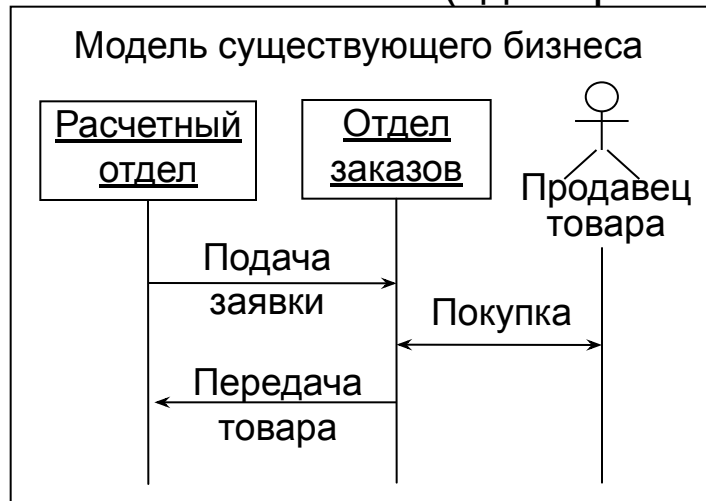 Модель существующего бизнеса
Расчетный
отдел
Отдел
заказов
Продавец
товара
Подача
заявки
Покупка
Передача
товара